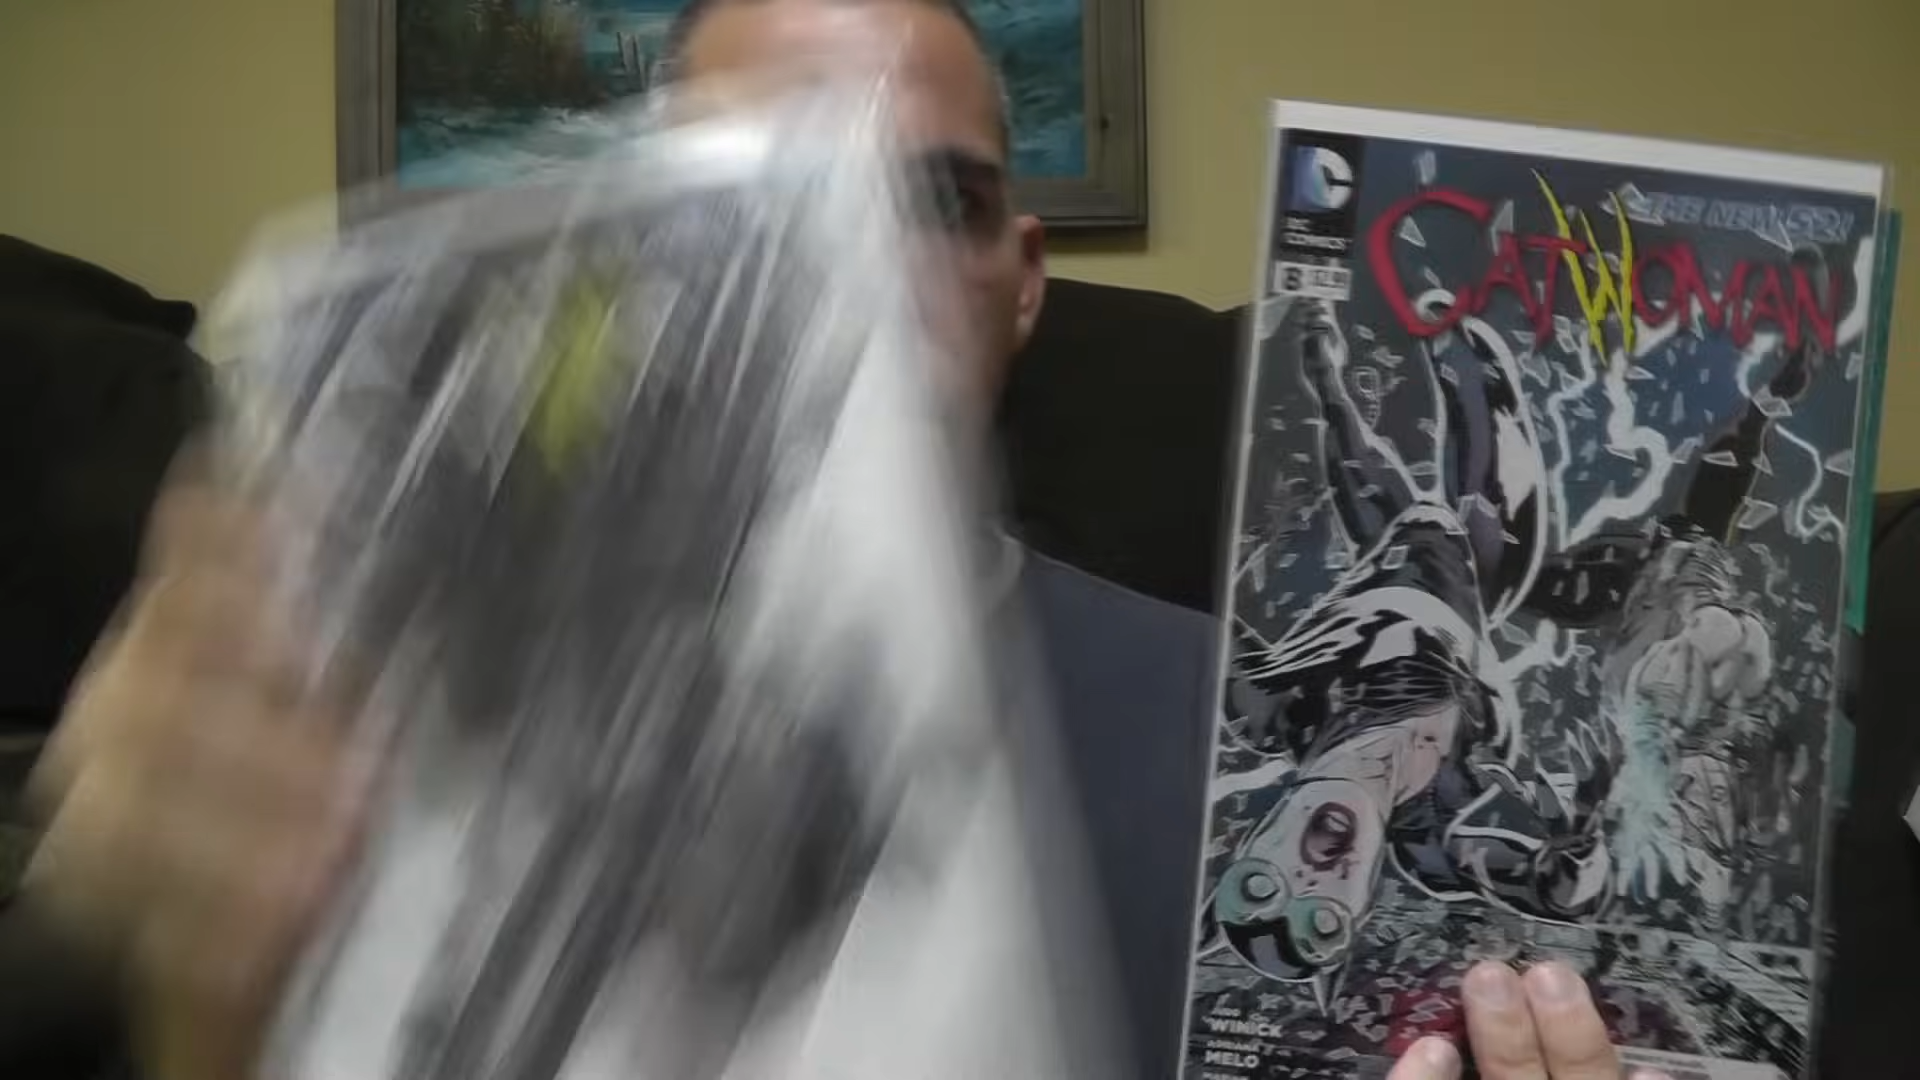 THE NEW 52!
CATWOMAN
DC
COMICS
8
WINICK
ADRIANA
MELO